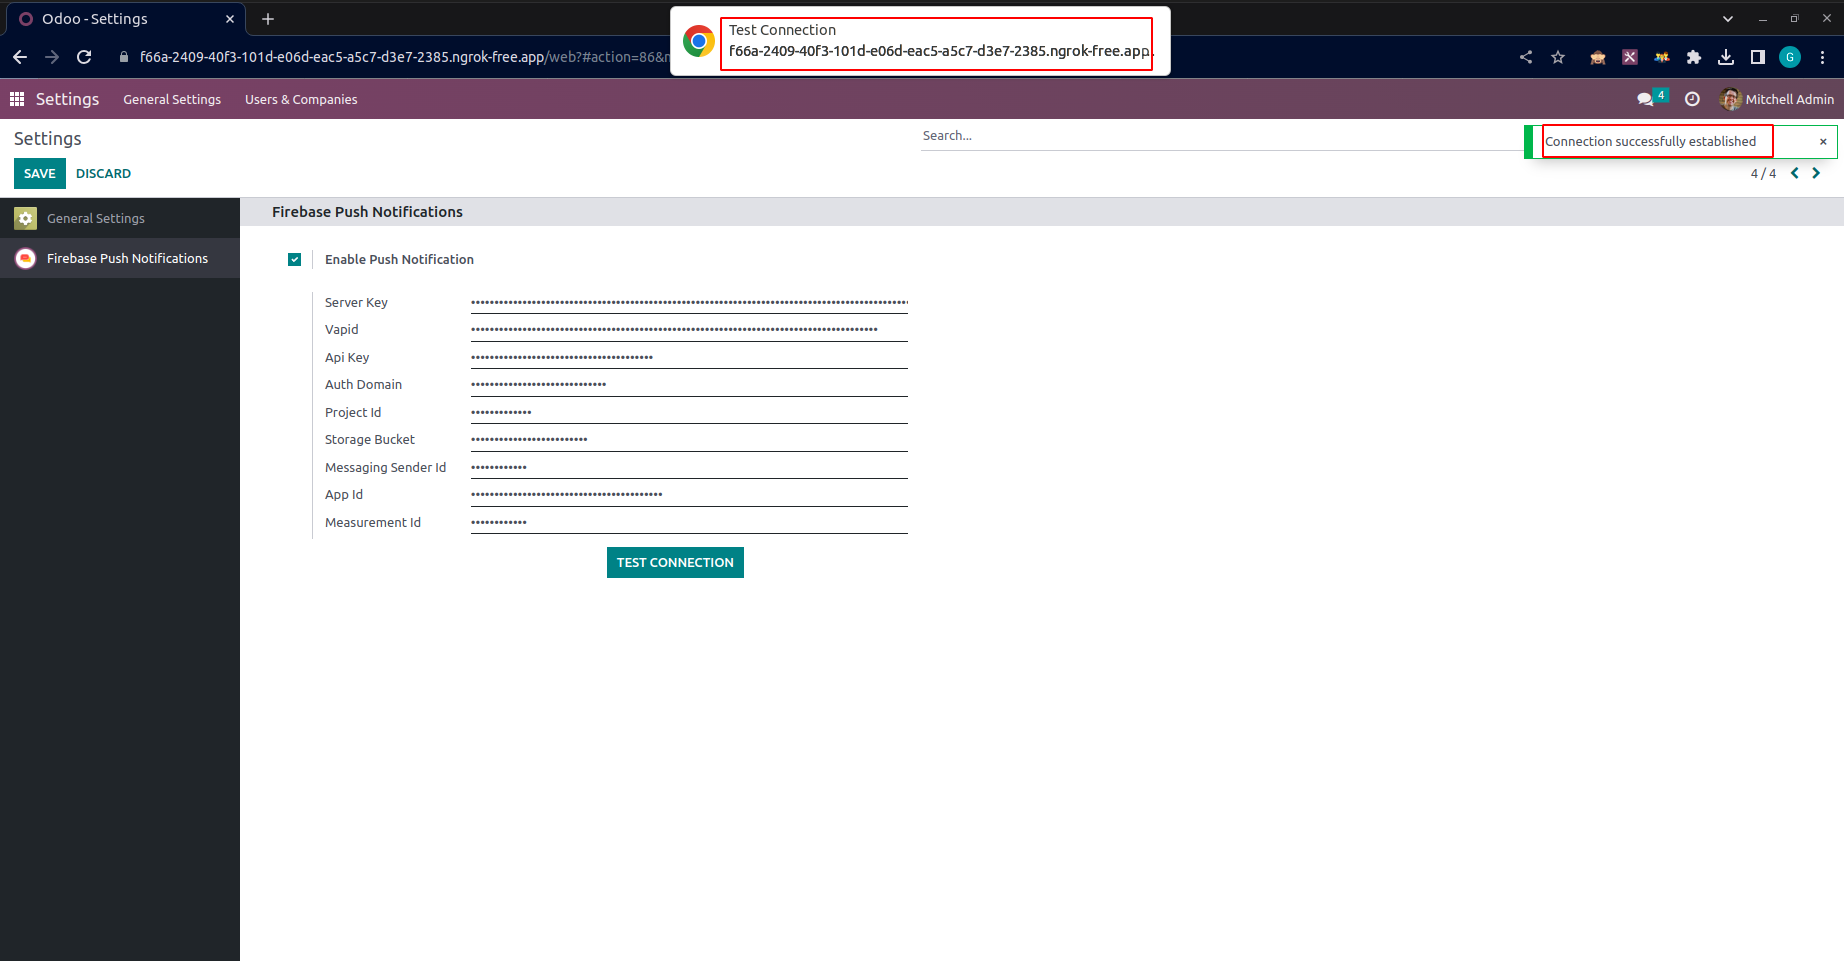 Odoo - Settings
Test Connection
f66a-2409-40f3-101d-e06d-eac5-a5c7-d3e7-2385.ngrok-free.app
f66a-2409-40f3-101d-e06d-eac5-a5c7-d3e7-2385.ngrok-free.app/web?#action=86&
G
Settings General Settings Users & Companies
4 Mitchell Admin
Settings
Search...
Connection successfully established
SAVE DISCARD
4 / 4
General Settings
Firebase Push Notifications
Firebase Push Notifications
Enable Push Notification
Server Key
Vapid
Api Key
Auth Domain
Project Id
Storage Bucket
Messaging Sender Id
App Id
Measurement Id
TEST CONNECTION